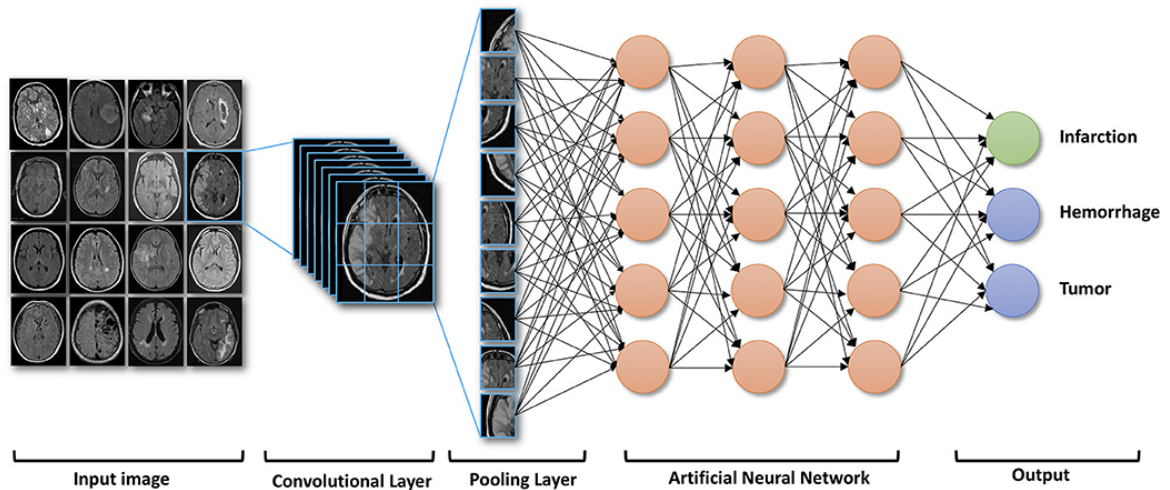 Infarction
Hemorrhage
Tumor
Input image
Convolutional Layer
Pooling Layer
Artificial Neural Network
Output